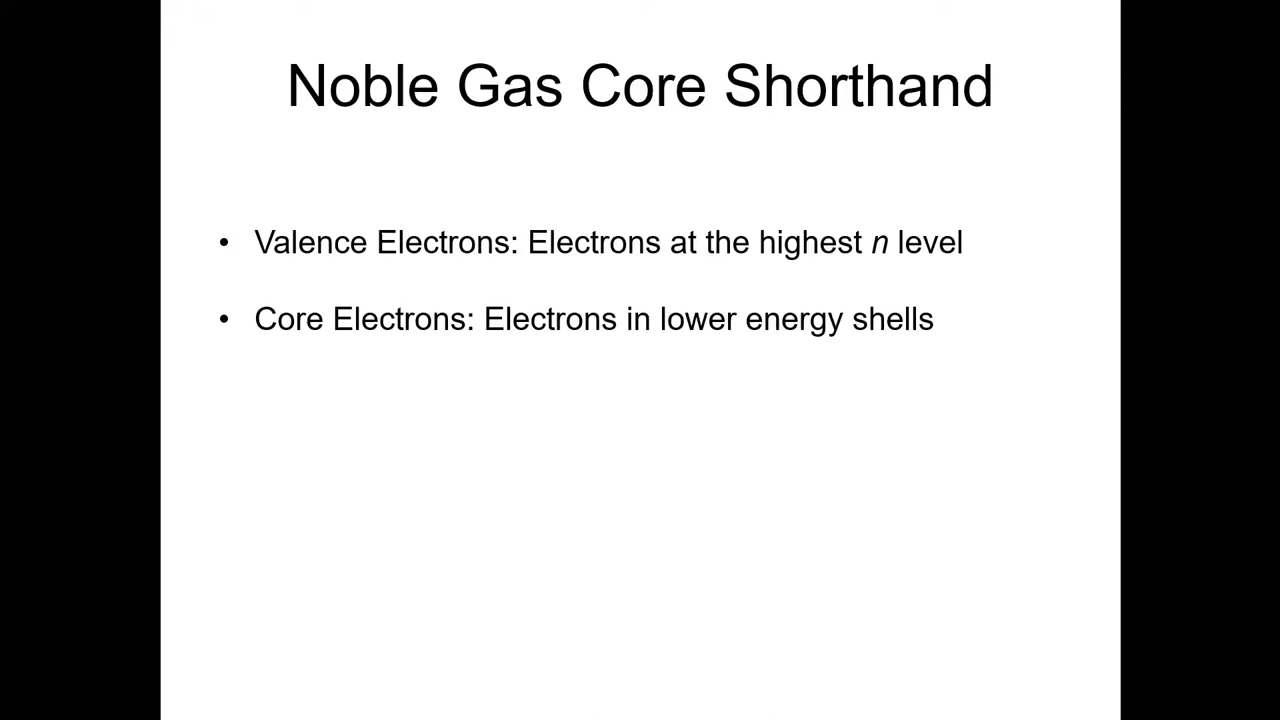 Noble Gas Core Shorthand
• Valence Electrons: Electrons at the highest n level
• Core Electrons: Electrons in lower energy shells